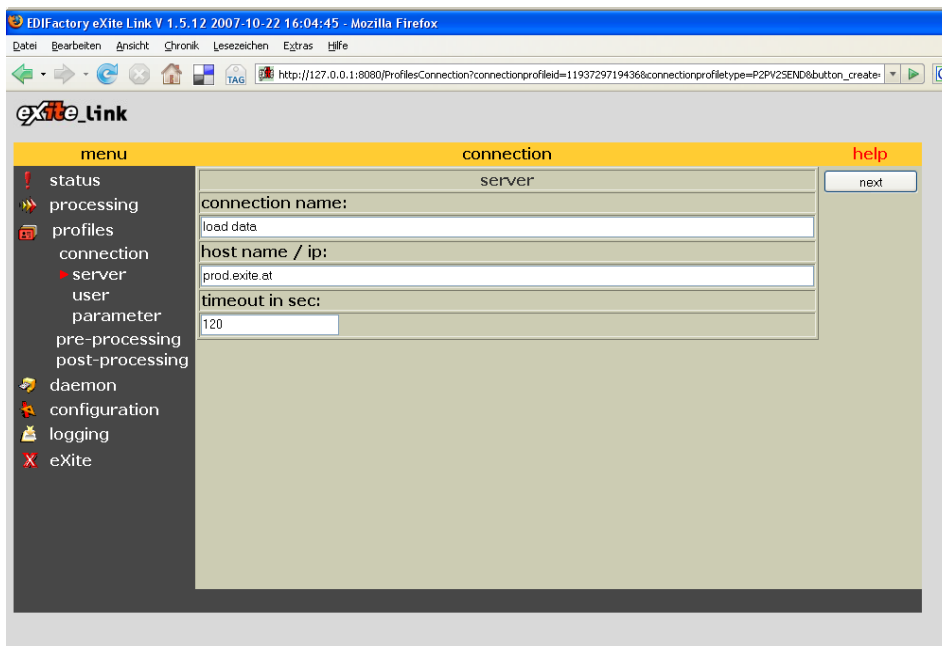 EDIFactory eXite Link V 1.5.12 2007-10-22 16:04:45 - Mozilla Firefox
Datei Bearbeiten Ansicht Chronik Lesezeichen Extras Hilfe
TAG http://127.0.0.1:8080/ProfilesConnection?connectionprofileid=1193729719436&connectionprofiletype=P2PV2SEND&button_create
eXite_Link
menu connection help
status
processing
profiles
connection
server
user
parameter
pre-processing
post-processing
daemon
configuration
logging
eXite
server
connection name:
load data
host name / ip:
prod.exite.at
timeout in sec:
120
next